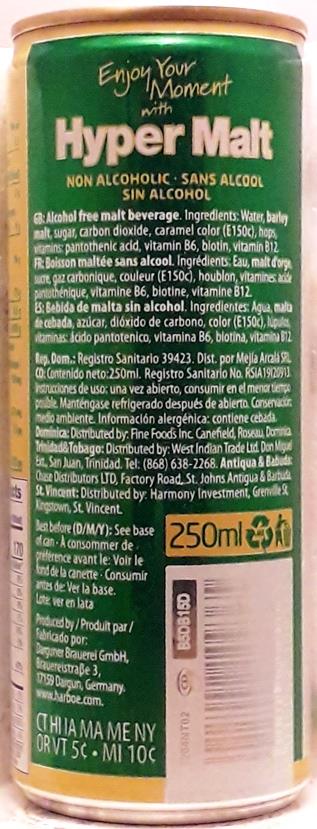 Enjoy Your
Moment
with
Hyper Malt
NON ALCOHOLIC · SANS ALCOOL
SIN ALCOHOL
GB: Alcohol free malt beverage. Ingredients: Water, barley
malt, sugar, carbon dioxide, caramel color (E150c), hops,
vitamins: pantothenic acid, vitamin B6, biotin, vitamin B12.
FR: Boisson maltée sans alcool. Ingrédients: Eau, malt d'orge,
sucre, gaz carbonique, couleur (E150c), houblon, vitamines: acide
pantothénique, vitamine B6, biotine, vitamine B12.
ES: Bebida de malta sin alcohol. Ingredientes: Agua, malta
de cebada, azúcar, dióxido de carbono, color (E150c), lúpulos,
vitaminas: ácido pantotenico, vitamina B6, biotina, vitamina B12.
Rep. Dom.: Registro Sanitario 39423. Dist. por Mejía Arcalá SRL.
CO: Contenido neto:250ml. Registro Sanitario No. RSiA19I20913
Instrucciones de uso: una vez abierto, consumir en el menor tiempo
posible. Manténgase refrigerado después de abierto. Conservación:
medio ambiente. Información alergénica: contiene cebada.
Dominica: Distributed by: Fine Foods Inc. Canefield, Roseau, Dominica.
Trinidad&Tobago: Distributed by: West Indian Trade Ltd. Don Miguel
Ext., San Juan, Trinidad. Tel: (868) 638-2268. Antigua & Babuda:
Chase Distributors LTD, Factory Road, St. Johns Antigua & Barbuda.
St. Vincent: Distributed by: Harmony Investment, Grenville St.
Kingstown, St. Vincent.
Best before (D/M/Y): See base
of can · A consommer de
préférence avant le: Voir le
fond de la canette · Consumir
antes de: Ver la base.
Lote: ver en lata
250ml
Produced by / Produit par /
Fabricado por:
Darguner Brauerei GmbH,
Brauereistraße 3,
17159 Dargun, Germany.
www.harboe.com
CT HI IA MA ME NY
OR VT 5¢ · MI 10¢
B5DB15D
170